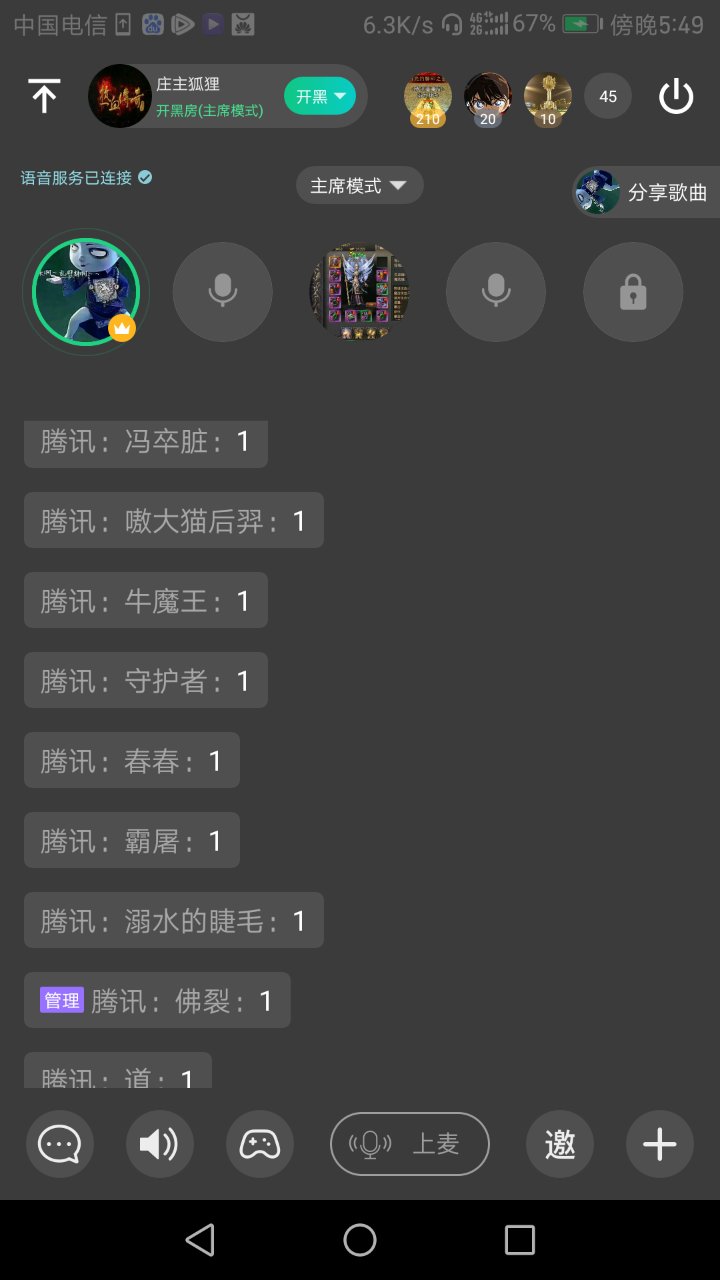 中国电信
6.3K/s
4G
2G
67%
傍晚5:49
庄主狐狸
开黑房(主席模式)
开黑
210
20
10
45
语音服务已连接
主席模式
分享歌曲
腾讯：冯卒脏：1
腾讯：嗷大猫后羿：1
腾讯：牛魔王：1
腾讯：守护者：1
腾讯：春春：1
腾讯：霸屠：1
腾讯：溺水的睫毛：1
管理 腾讯：佛裂：1
腾讯：道：1
上麦
邀